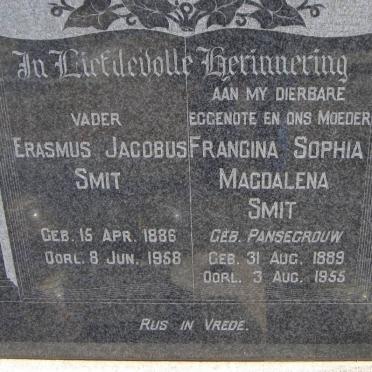 In Liefdevolle Herinnering
VADER
ERASMUS JACOBUS
SMIT
GEB. 15 APR. 1886
OORL. 8 JUN. 1958
AAN MY DIERBARE
EGGENOTE EN ONS MOEDER
FRANCINA SOPHIA
MAGDALENA
SMIT
GEB. PANSEGROUW
GEB. 31 AUG. 1889
OORL. 3 AUG. 1955
RUS IN VREDE.